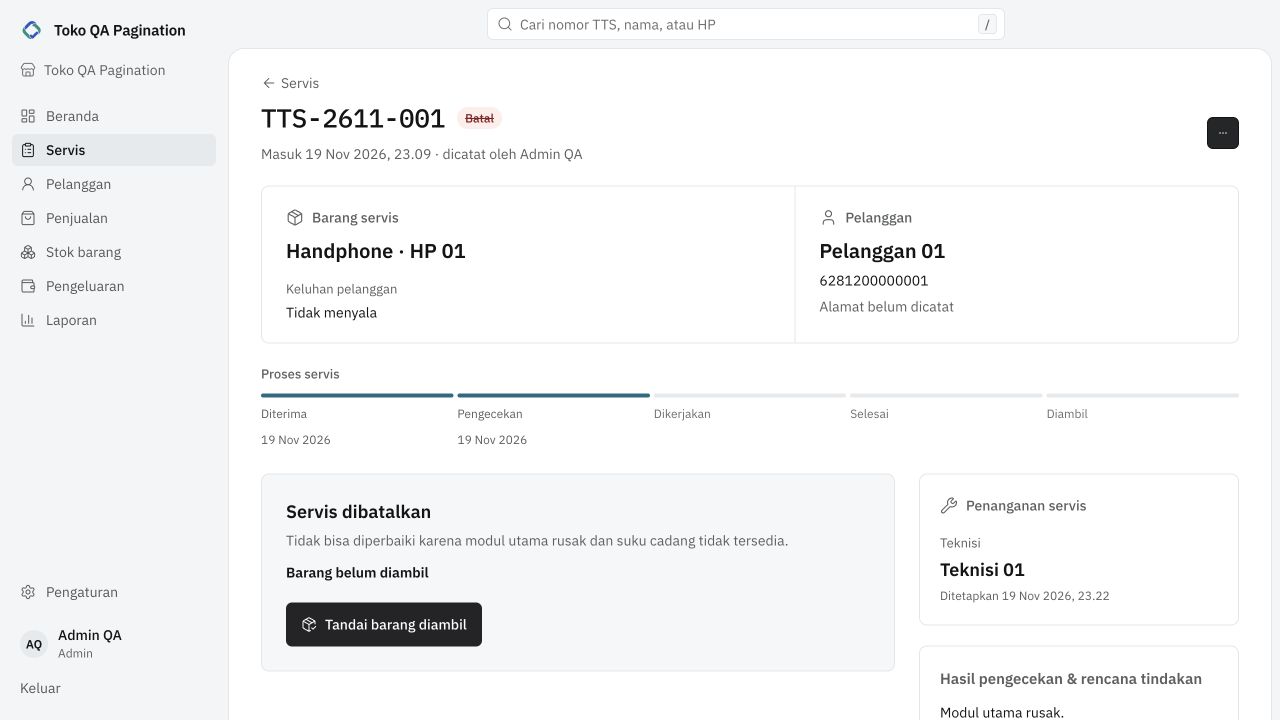 Toko QA Pagination
Cari nomor TTS, nama, atau HP
/
Toko QA Pagination
Beranda
Servis
Pelanggan
Penjualan
Stok barang
Pengeluaran
Laporan
Pengaturan
AQ
Admin QA
Admin
Keluar
Servis
TTS-2611-001
Batal
Masuk 19 Nov 2026, 23.09 · dicatat oleh Admin QA
...
Barang servis
Handphone · HP 01
Keluhan pelanggan
Tidak menyala
Pelanggan
Pelanggan 01
6281200000001
Alamat belum dicatat
Proses servis
Diterima
19 Nov 2026
Pengecekan
19 Nov 2026
Dikerjakan
Selesai
Diambil
Servis dibatalkan
Tidak bisa diperbaiki karena modul utama rusak dan suku cadang tidak tersedia.
Barang belum diambil
Tandai barang diambil
Penanganan servis
Teknisi
Teknisi 01
Ditetapkan 19 Nov 2026, 23.22
Hasil pengecekan & rencana tindakan
Modul utama rusak.